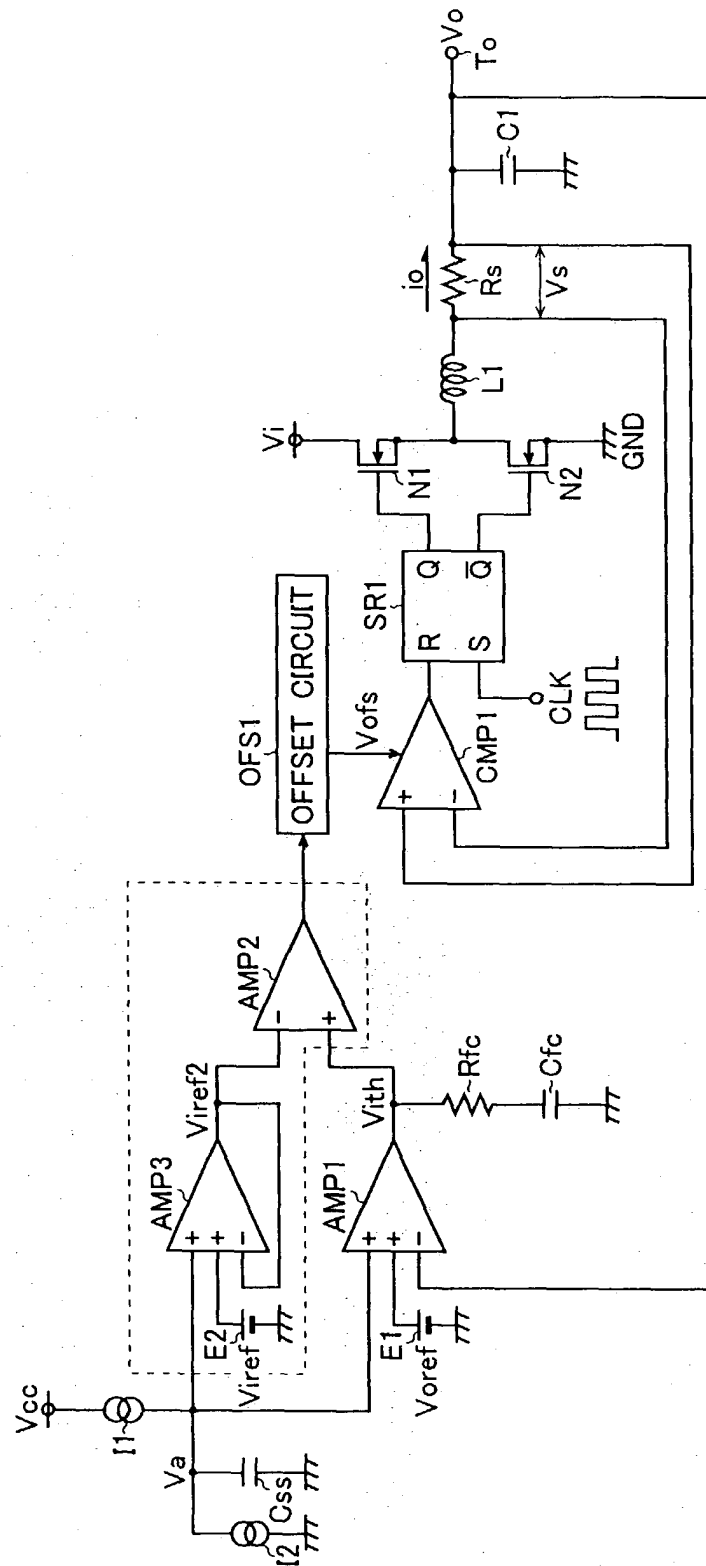 Vcc
I1
Va
I2
Css
AMP3
E2
Viref
Viref2
AMP1
E1
Voref
Vith
Rfc
Cfc
AMP2
OFS1
OFFSET CIRCUIT
Vofs
CMP1
SR1
R
S
Q
Q̅
CLK
Vi
N1
N2
GND
L1
io
Rs
Vs
C1
Vo
To
+
+
-
+
+
-
-
+
+
-